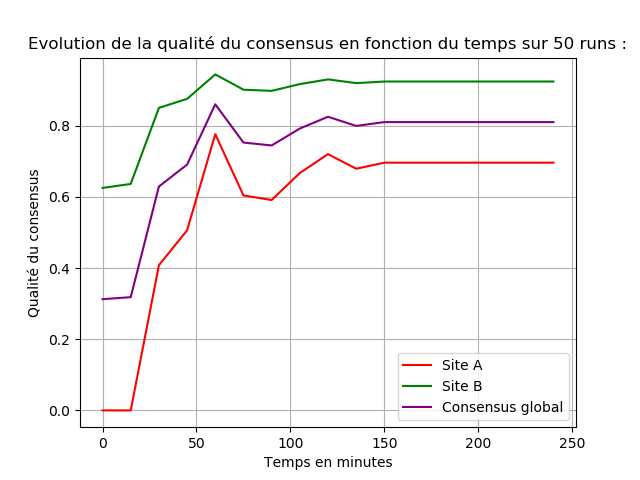 Evolution de la qualité du consensus en fonction du temps sur 50 runs :
Qualité du consensus
0.8
0.6
0.4
0.2
0.0
Site A
Site B
Consensus global
0 50 100 150 200 250
Temps en minutes